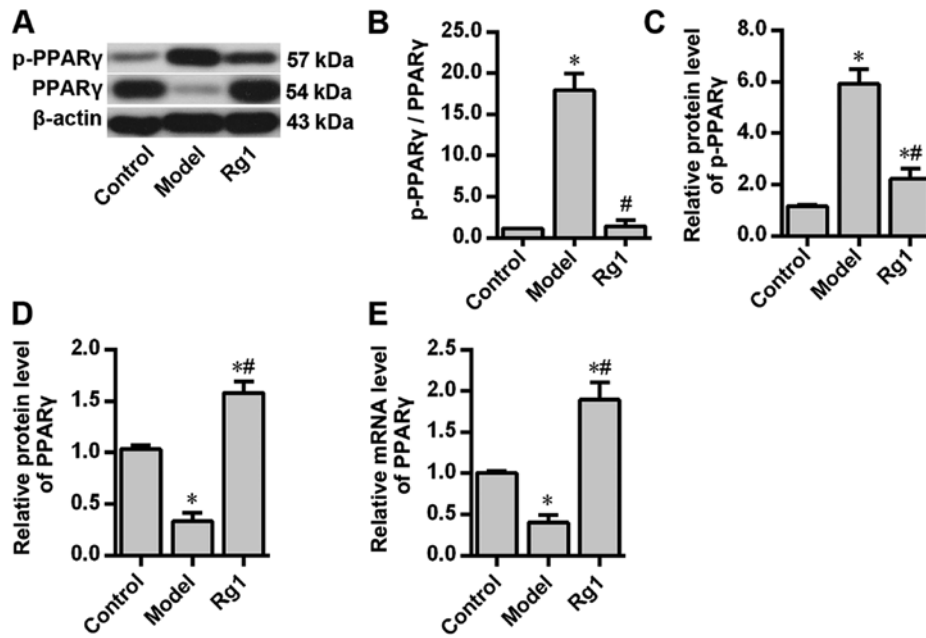 A
p-PPARγ 57 kDa
PPARγ 54 kDa
β-actin 43 kDa
Control Model Rg1
B
p-PPARγ / PPARγ
25.0
20.0
15.0
10.0
5.0
0.0
*
#
Control Model Rg1
C
Relative protein level
of p-PPARγ
8.0
6.0
4.0
2.0
0.0
*
*#
Control Model Rg1
D
Relative protein level
of PPARγ
2.0
1.5
1.0
0.5
0.0
*
*#
Control Model Rg1
E
Relative mRNA level
of PPARγ
2.5
2.0
1.5
1.0
0.5
0.0
*
*#
Control Model Rg1